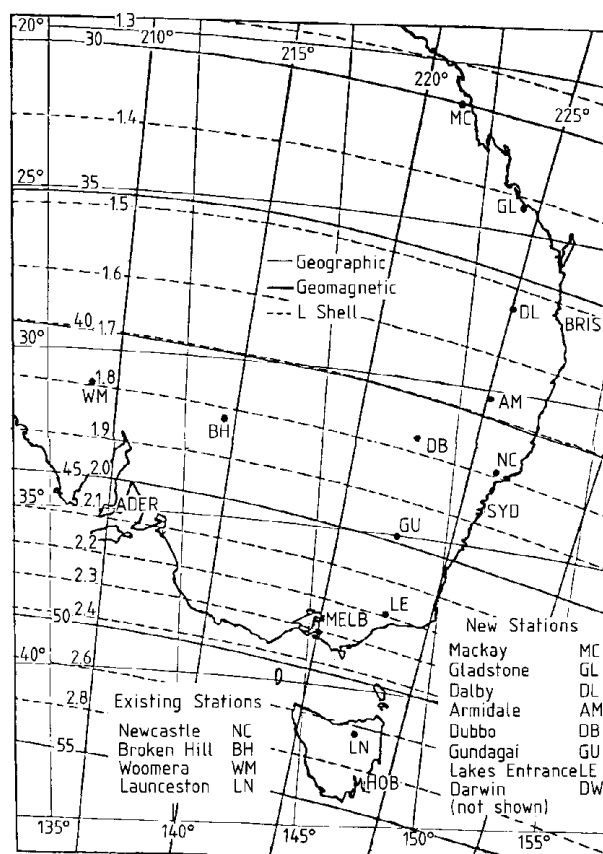 -20°
30
1.3
210°
215°
220°
225°
MC
1.4
25°
35
1.5
GL
Geographic
Geomagnetic
L Shell
1.6
DL
BRIS
40
1.7
30°
1.8
WM
AM
BH
DB
1.9
NC
45
2.0
ADER
SYD
35°
2.1
GU
2.2
2.3
LE
MELB
2.4
50
2.6
40°
2.8
55
LN
HOB
Existing Stations
Newcastle NC
Broken Hill BH
Woomera WM
Launceston LN
New Stations
Mackay MC
Gladstone GL
Dalby DL
Armidale AM
Dubbo DB
Gundagai GU
Lakes Entrance LE
Darwin DW
(not shown)
135°
140°
145°
150°
155°